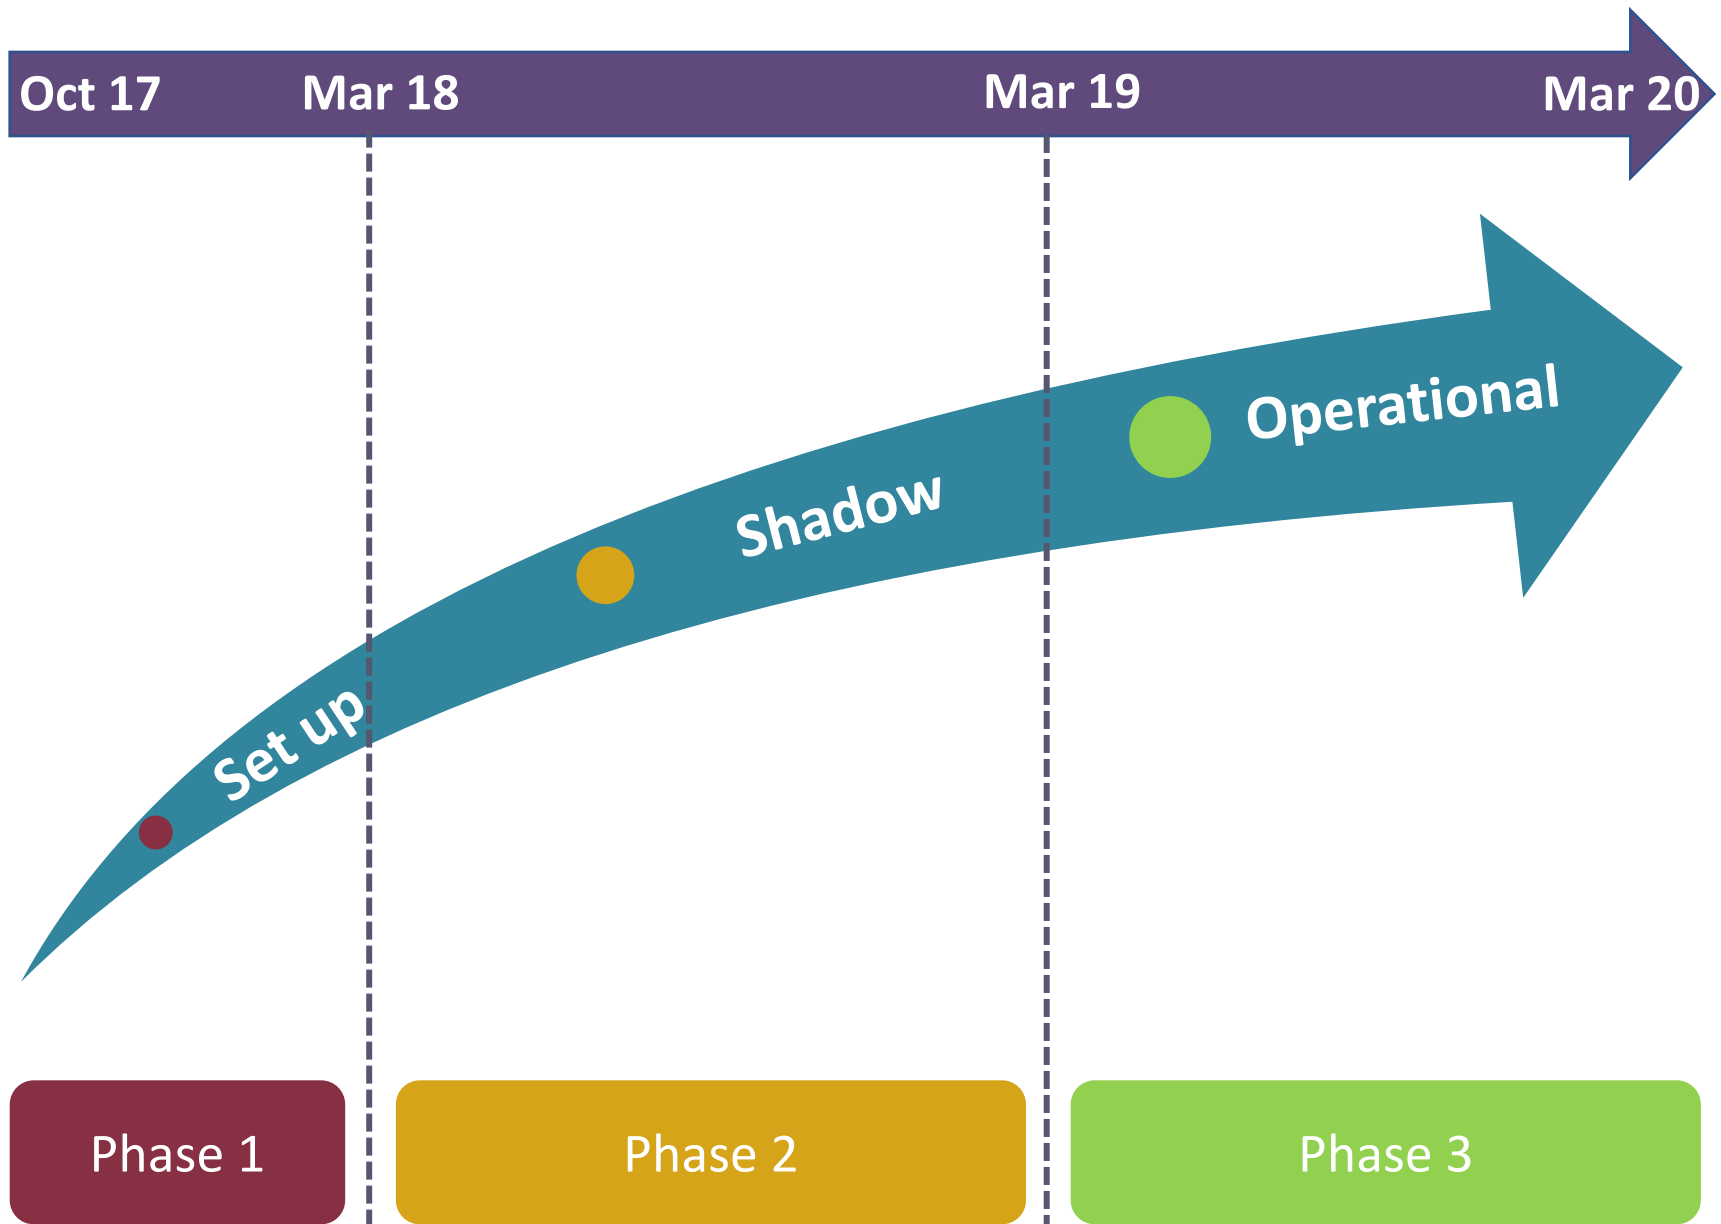 Oct 17
Mar 18
Mar 19
Mar 20
Set up
Shadow
Operational
Phase 1
Phase 2
Phase 3